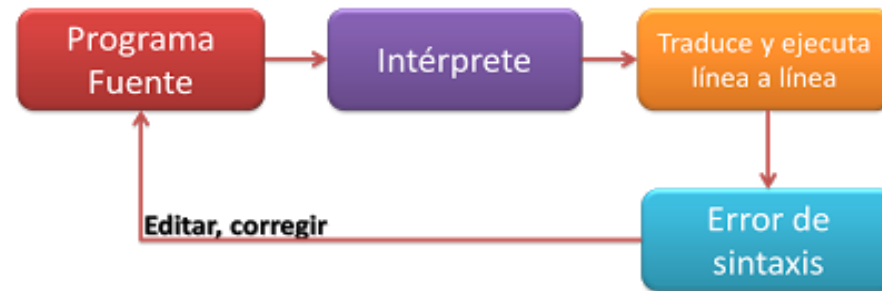 Programa
Fuente
Intérprete
Traduce y ejecuta
línea a línea
Editar, corregir
Error de
sintaxis